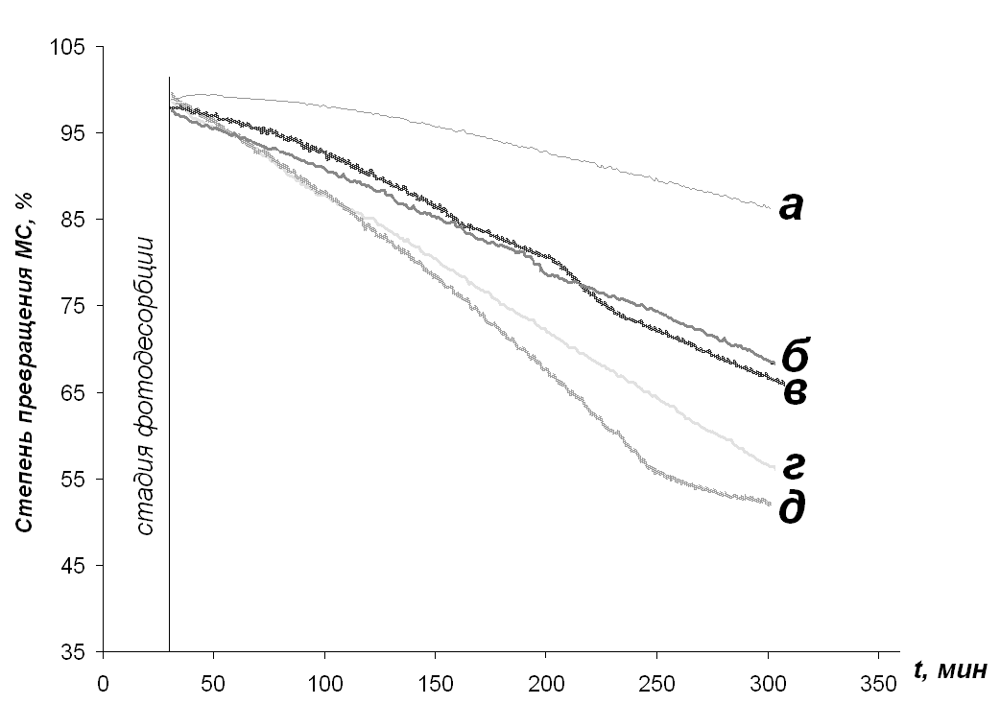 105
95
85
75
65
55
45
35
Степень превращения МС, %
стадия фотодесорбции
а
б
в
г
д
0 50 100 150 200 250 300 350
t, мин